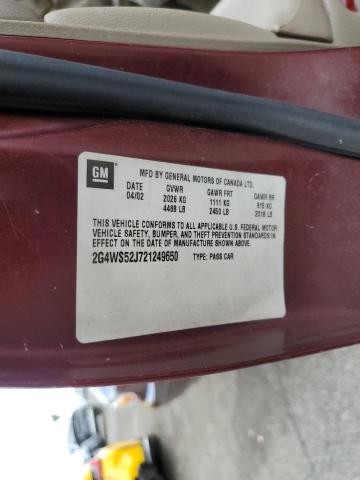 GM
MFD BY GENERAL MOTORS OF CANADA LTD.
DATE GVWR GAWR FRT GAWR RR
04/02 2026 KG 1111 KG 915 KG
4468 LB 2450 LB 2018 LB
THIS VEHICLE CONFORMS TO ALL APPLICABLE U.S. FEDERAL MOTOR
VEHICLE SAFETY, BUMPER, AND THEFT PREVENTION STANDARDS IN
EFFECT ON THE DATE OF MANUFACTURE SHOWN ABOVE.
2G4WS52J721249650 TYPE: PASS CAR